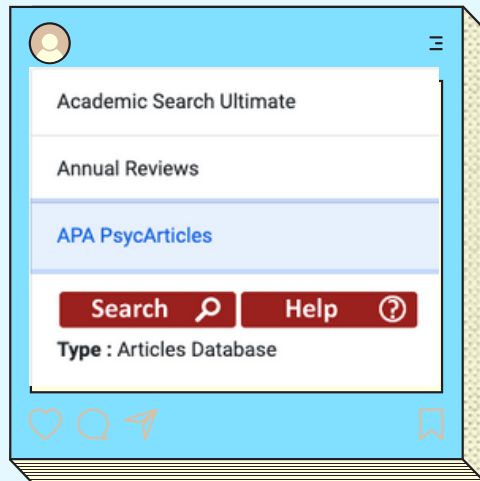 Academic Search Ultimate
Annual Reviews
APA PsycArticles
Search Help
Type : Articles Database